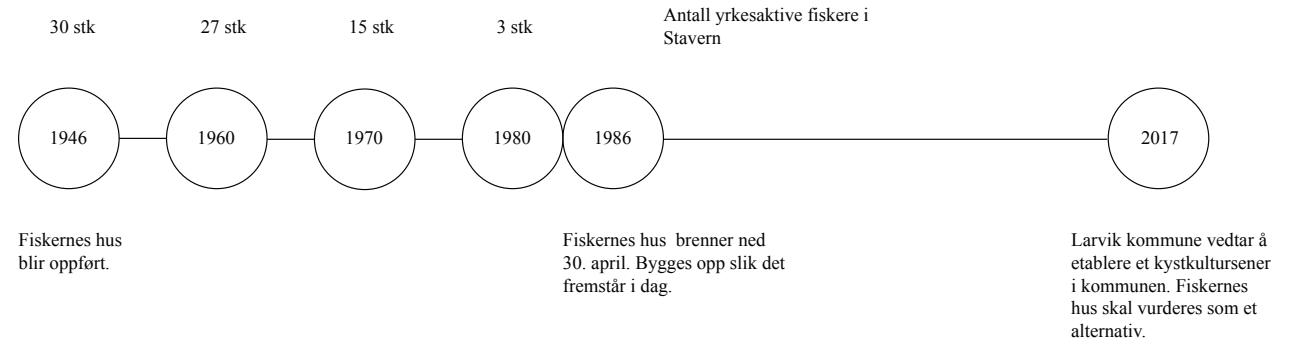 30 stk
27 stk
15 stk
3 stk
Antall yrkesaktive fiskere i
Stavern
1946
1960
1970
1980
1986
2017
Fiskernes hus
blir oppført.
Fiskernes hus brenner ned
30. april. Bygges opp slik det
fremstår i dag.
Larvik kommune vedtar å
etablere et kystkultursener
i kommunen. Fiskernes
hus skal vurderes som et
alternativ.